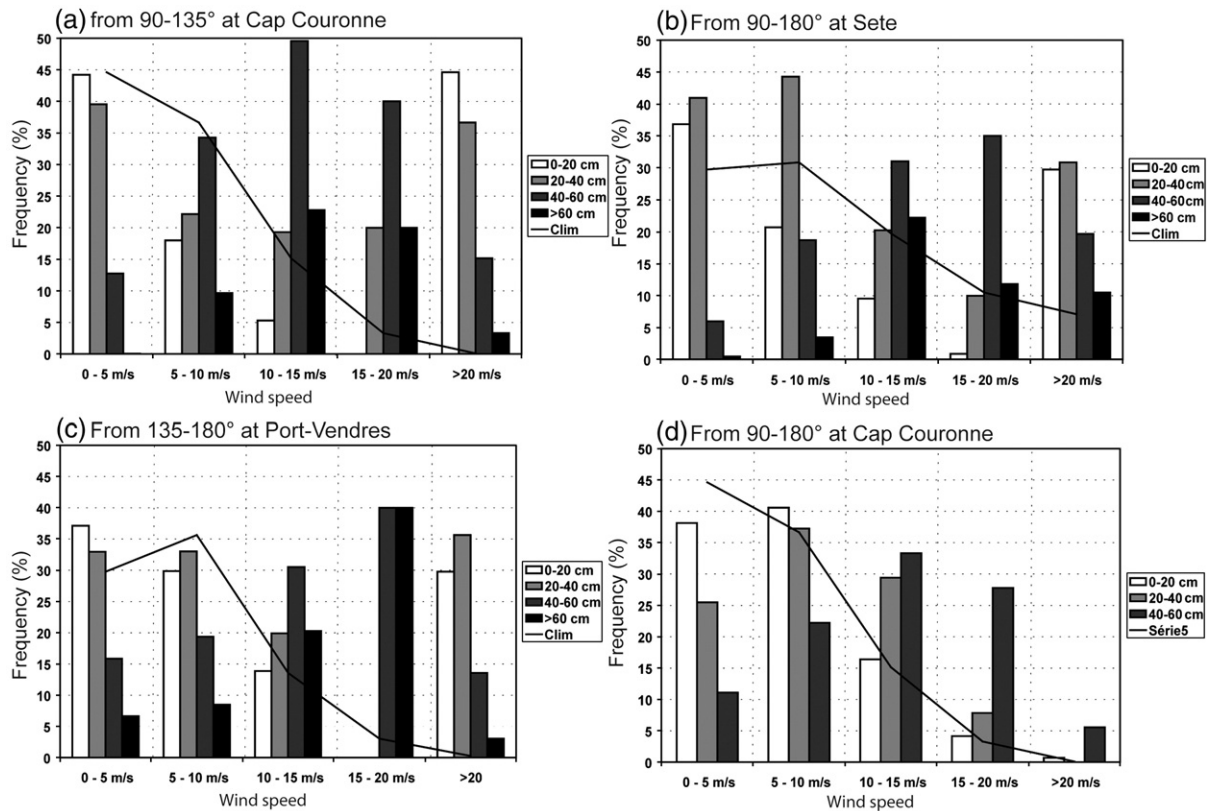 (a) from 90-135° at Cap Couronne
50
45
40
35
30
25
20
15
10
5
0
Frequency (%)
0 - 5 m/s 5 - 10 m/s 10 - 15 m/s 15 - 20 m/s >20 m/s
Wind speed
0-20 cm
20-40 cm
40-60 cm
>60 cm
Clim
(b) From 90-180° at Sete
50
45
40
35
30
25
20
15
10
5
0
Frequency (%)
0 - 5 m/s 5 - 10 m/s 10 - 15 m/s 15 - 20 m/s >20 m/s
Wind speed
0-20 cm
20-40 cm
40-60cm
>60 cm
Clim
(c) From 135-180° at Port-Vendres
50
45
40
35
30
25
20
15
10
5
0
Frequency (%)
0 - 5 m/s 5 - 10 m/s 10 - 15 m/s 15 - 20 m/s >20
Wind speed
0-20 cm
20-40 cm
40-60 cm
>60 cm
Clim
(d) From 90-180° at Cap Couronne
50
45
40
35
30
25
20
15
10
5
0
Frequency (%)
0 - 5 m/s 5 - 10 m/s 10 - 15 m/s 15 - 20 m/s >20 m/s
Wind speed
0-20 cm
20-40 cm
40-60 cm
Série5